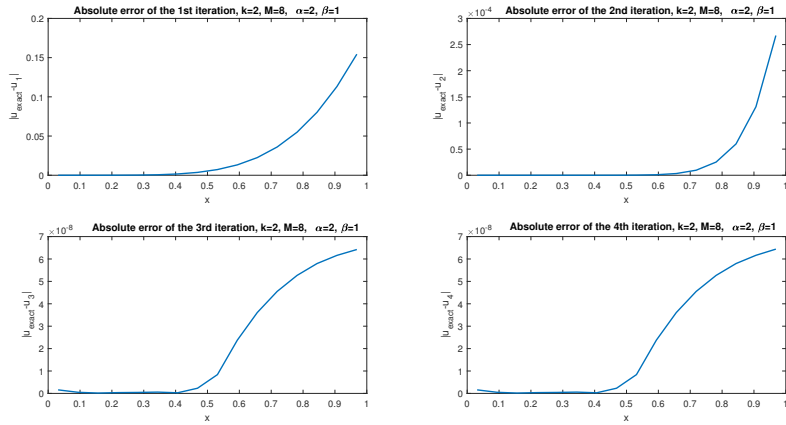 Absolute error of the 1st iteration, k=2, M=8, α=2, β=1
0.2
0.15
0.1
0.05
0
|u_exact-u_1|
0 0.1 0.2 0.3 0.4 0.5 0.6 0.7 0.8 0.9 1
x
Absolute error of the 2nd iteration, k=2, M=8, α=2, β=1
×10^-4
3
2.5
2
1.5
1
0.5
0
|u_exact-u_2|
0 0.1 0.2 0.3 0.4 0.5 0.6 0.7 0.8 0.9 1
x
Absolute error of the 3rd iteration, k=2, M=8, α=2, β=1
×10^-8
7
6
5
4
3
2
1
0
|u_exact-u_3|
0 0.1 0.2 0.3 0.4 0.5 0.6 0.7 0.8 0.9 1
x
Absolute error of the 4th iteration, k=2, M=8, α=2, β=1
×10^-8
7
6
5
4
3
2
1
0
|u_exact-u_4|
0 0.1 0.2 0.3 0.4 0.5 0.6 0.7 0.8 0.9 1
x